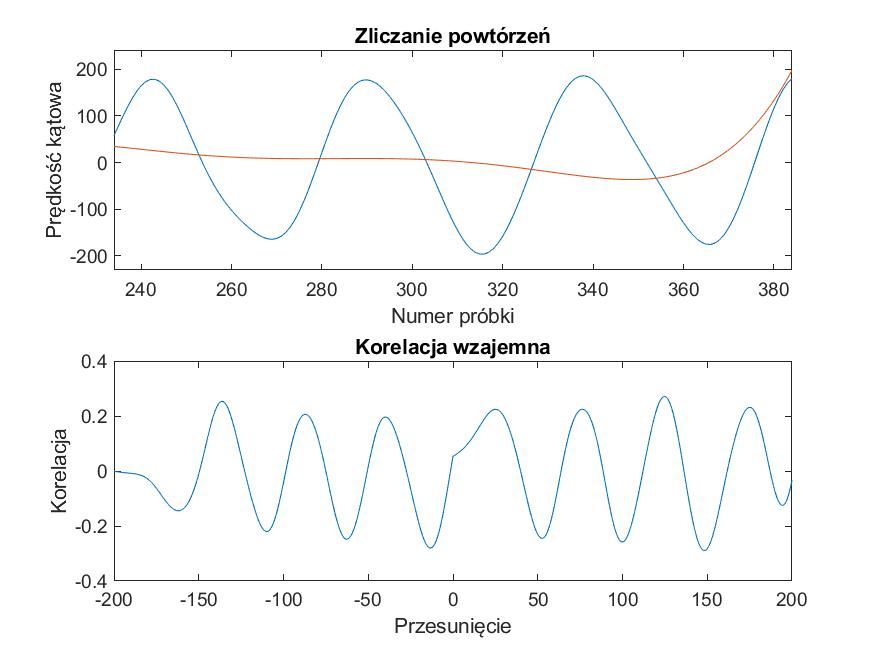 Zliczanie powtórzeń
200
100
0
-100
-200
Prędkość kątowa
240 260 280 300 320 340 360 380
Numer próbki
Korelacja wzajemna
0.4
0.2
0
-0.2
-0.4
Korelacja
-200 -150 -100 -50 0 50 100 150 200
Przesunięcie